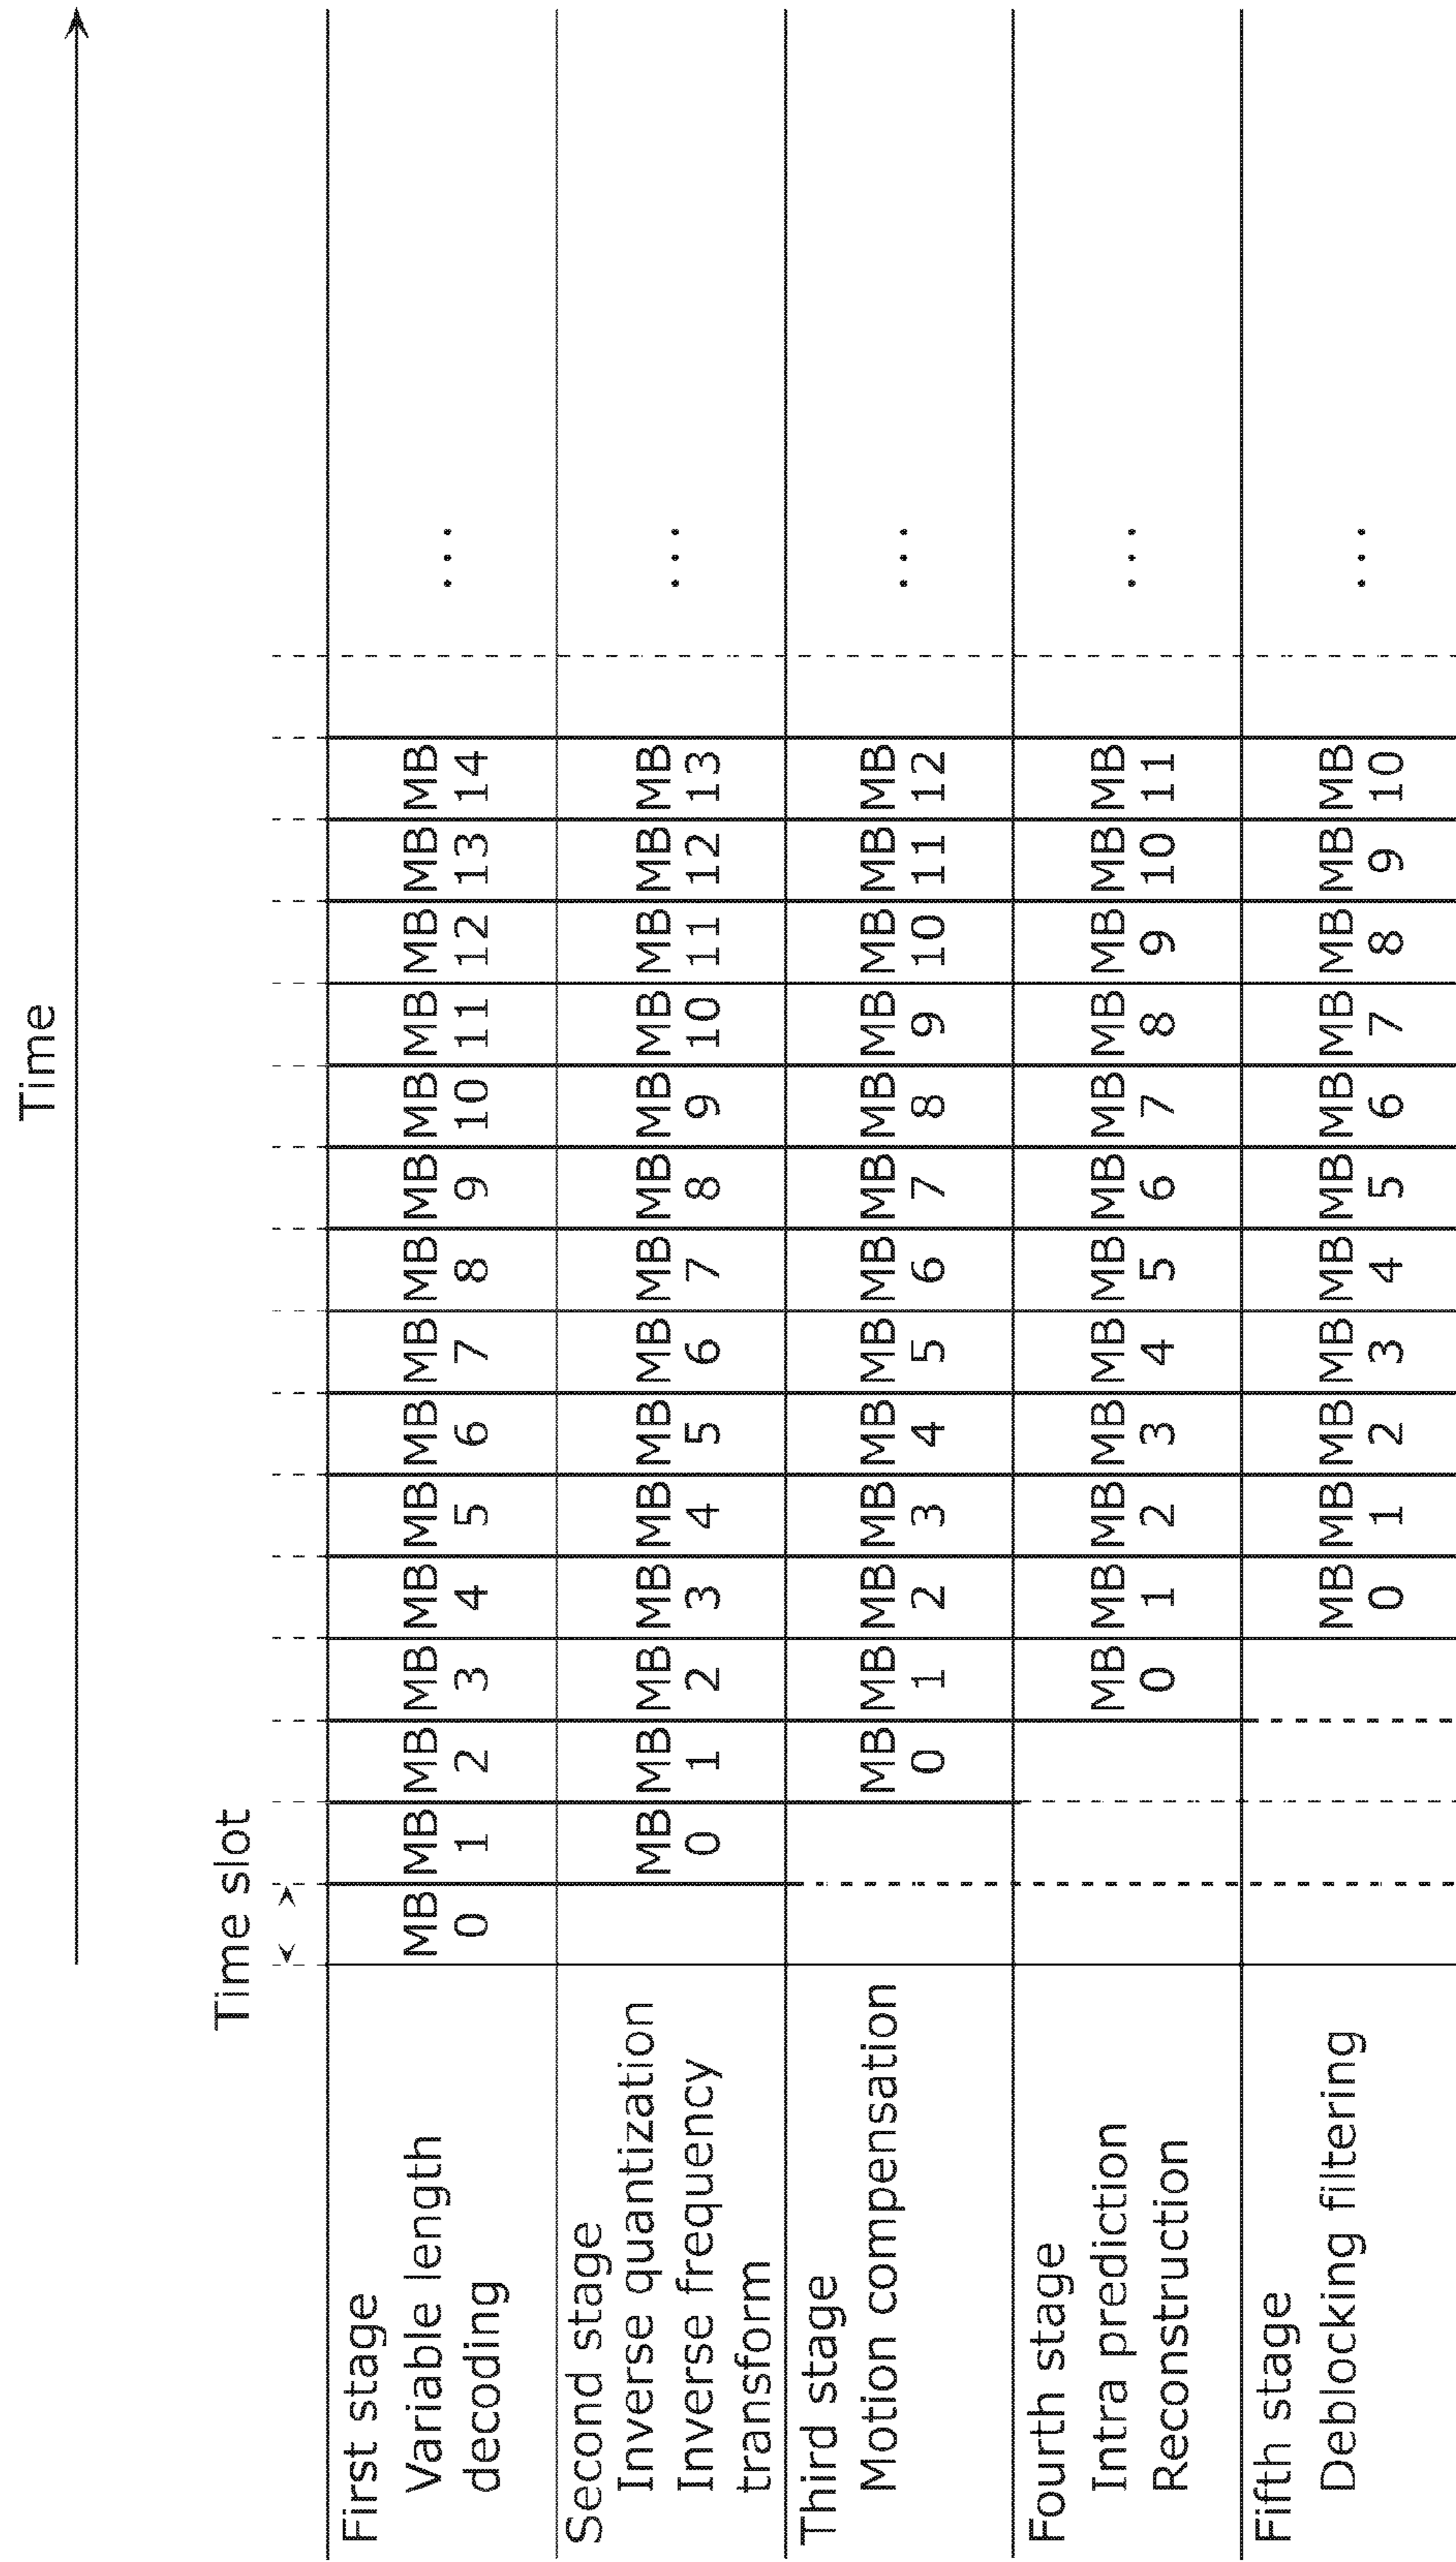 Time
Time slot
First stage
Variable length
decoding
MB MB MB MB MB MB MB MB MB MB MB MB MB MB MB
0 1 2 3 4 5 6 7 8 9 10 11 12 13 14
...
Second stage
Inverse quantization
Inverse frequency
transform
MB MB MB MB MB MB MB MB MB MB MB MB MB MB
0 1 2 3 4 5 6 7 8 9 10 11 12 13
...
Third stage
Motion compensation
MB MB MB MB MB MB MB MB MB MB MB MB MB
0 1 2 3 4 5 6 7 8 9 10 11 12
...
Fourth stage
Intra prediction
Reconstruction
MB MB MB MB MB MB MB MB MB MB MB MB
0 1 2 3 4 5 6 7 8 9 10 11
...
Fifth stage
Deblocking filtering
MB MB MB MB MB MB MB MB MB MB MB
0 1 2 3 4 5 6 7 8 9 10
...